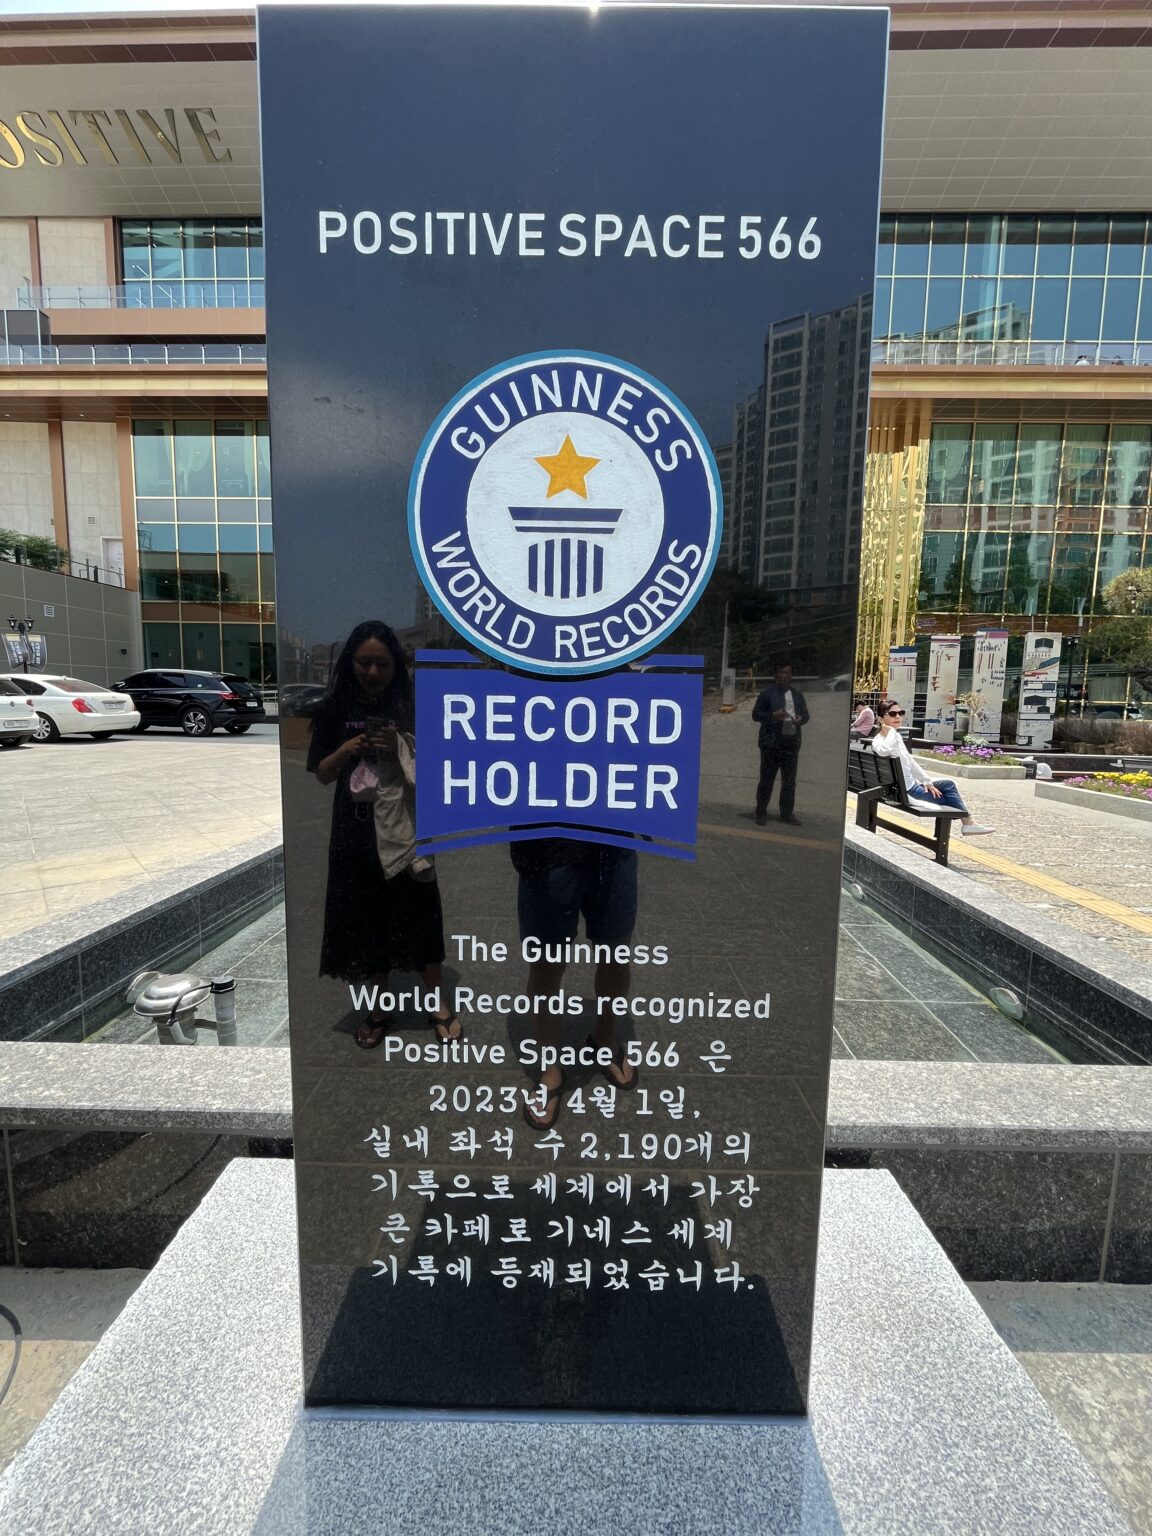 OSITIVE
POSITIVE SPACE 566
GUINNESS
WORLD RECORDS
RECORD
HOLDER
The Guinness
World Records recognized
Positive Space 566 은
2023년 4월 1일,
실내 좌석 수 2,190개의
기록으로 세계에서 가장
큰 카페로 기네스 세계
기록에 등재되었습니다.